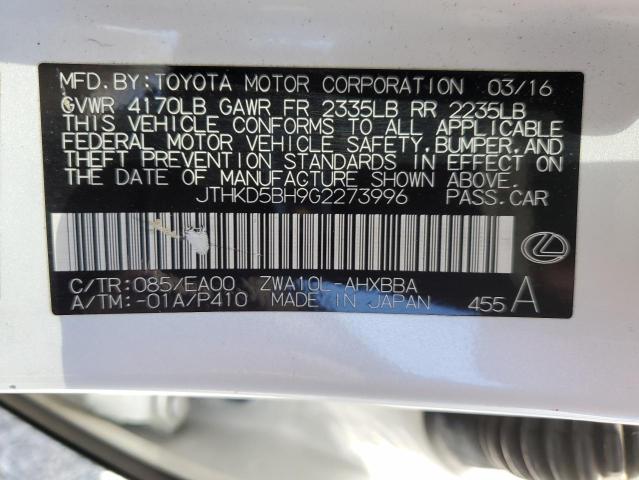 MFD. BY: TOYOTA MOTOR CORPORATION 03/16
GVWR 4170LB GAWR FR 2335LB RR 2235LB
THIS VEHICLE CONFORMS TO ALL APPLICABLE
FEDERAL MOTOR VEHICLE SAFETY, BUMPER, AND
THEFT PREVENTION STANDARDS IN EFFECT ON
THE DATE OF MANUFACTURE SHOWN ABOVE.
JTHKD5BH9G2273996 PASS. CAR
C/TR: 085/EA00 ZWA10L-AHXBBA
A/TM: -01A/P410 MADE IN JAPAN 455 A